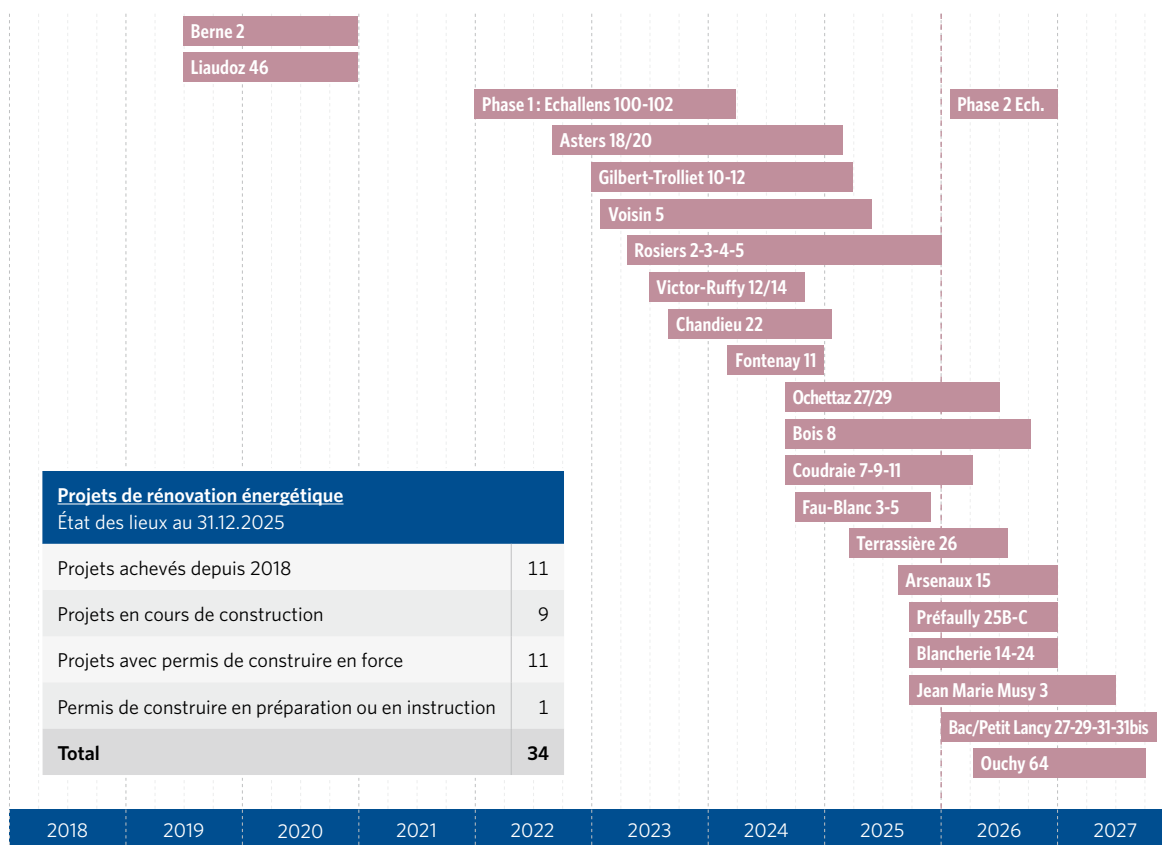 Berne 2
Liaudoz 46
Phase 1 : Echallens 100-102
Phase 2 Ech.
Asters 18/20
Gilbert-Trolliet 10-12
Voisin 5
Rosiers 2-3-4-5
Victor-Ruffy 12/14
Chandieu 22
Fontenay 11
Ochettaz 27/29
Bois 8
Coudraie 7-9-11
Fau-Blanc 3-5
Terrassière 26
Arsenaux 15
Préfaully 25B-C
Blancherie 14-24
Jean Marie Musy 3
Bac/Petit Lancy 27-29-31-31bis
Ouchy 64
Projets de rénovation énergétique
État des lieux au 31.12.2025
Projets achevés depuis 2018 11
Projets en cours de construction 9
Projets avec permis de construire en force 11
Permis de construire en préparation ou en instruction 1
Total 34
2018 2019 2020 2021 2022 2023 2024 2025 2026 2027